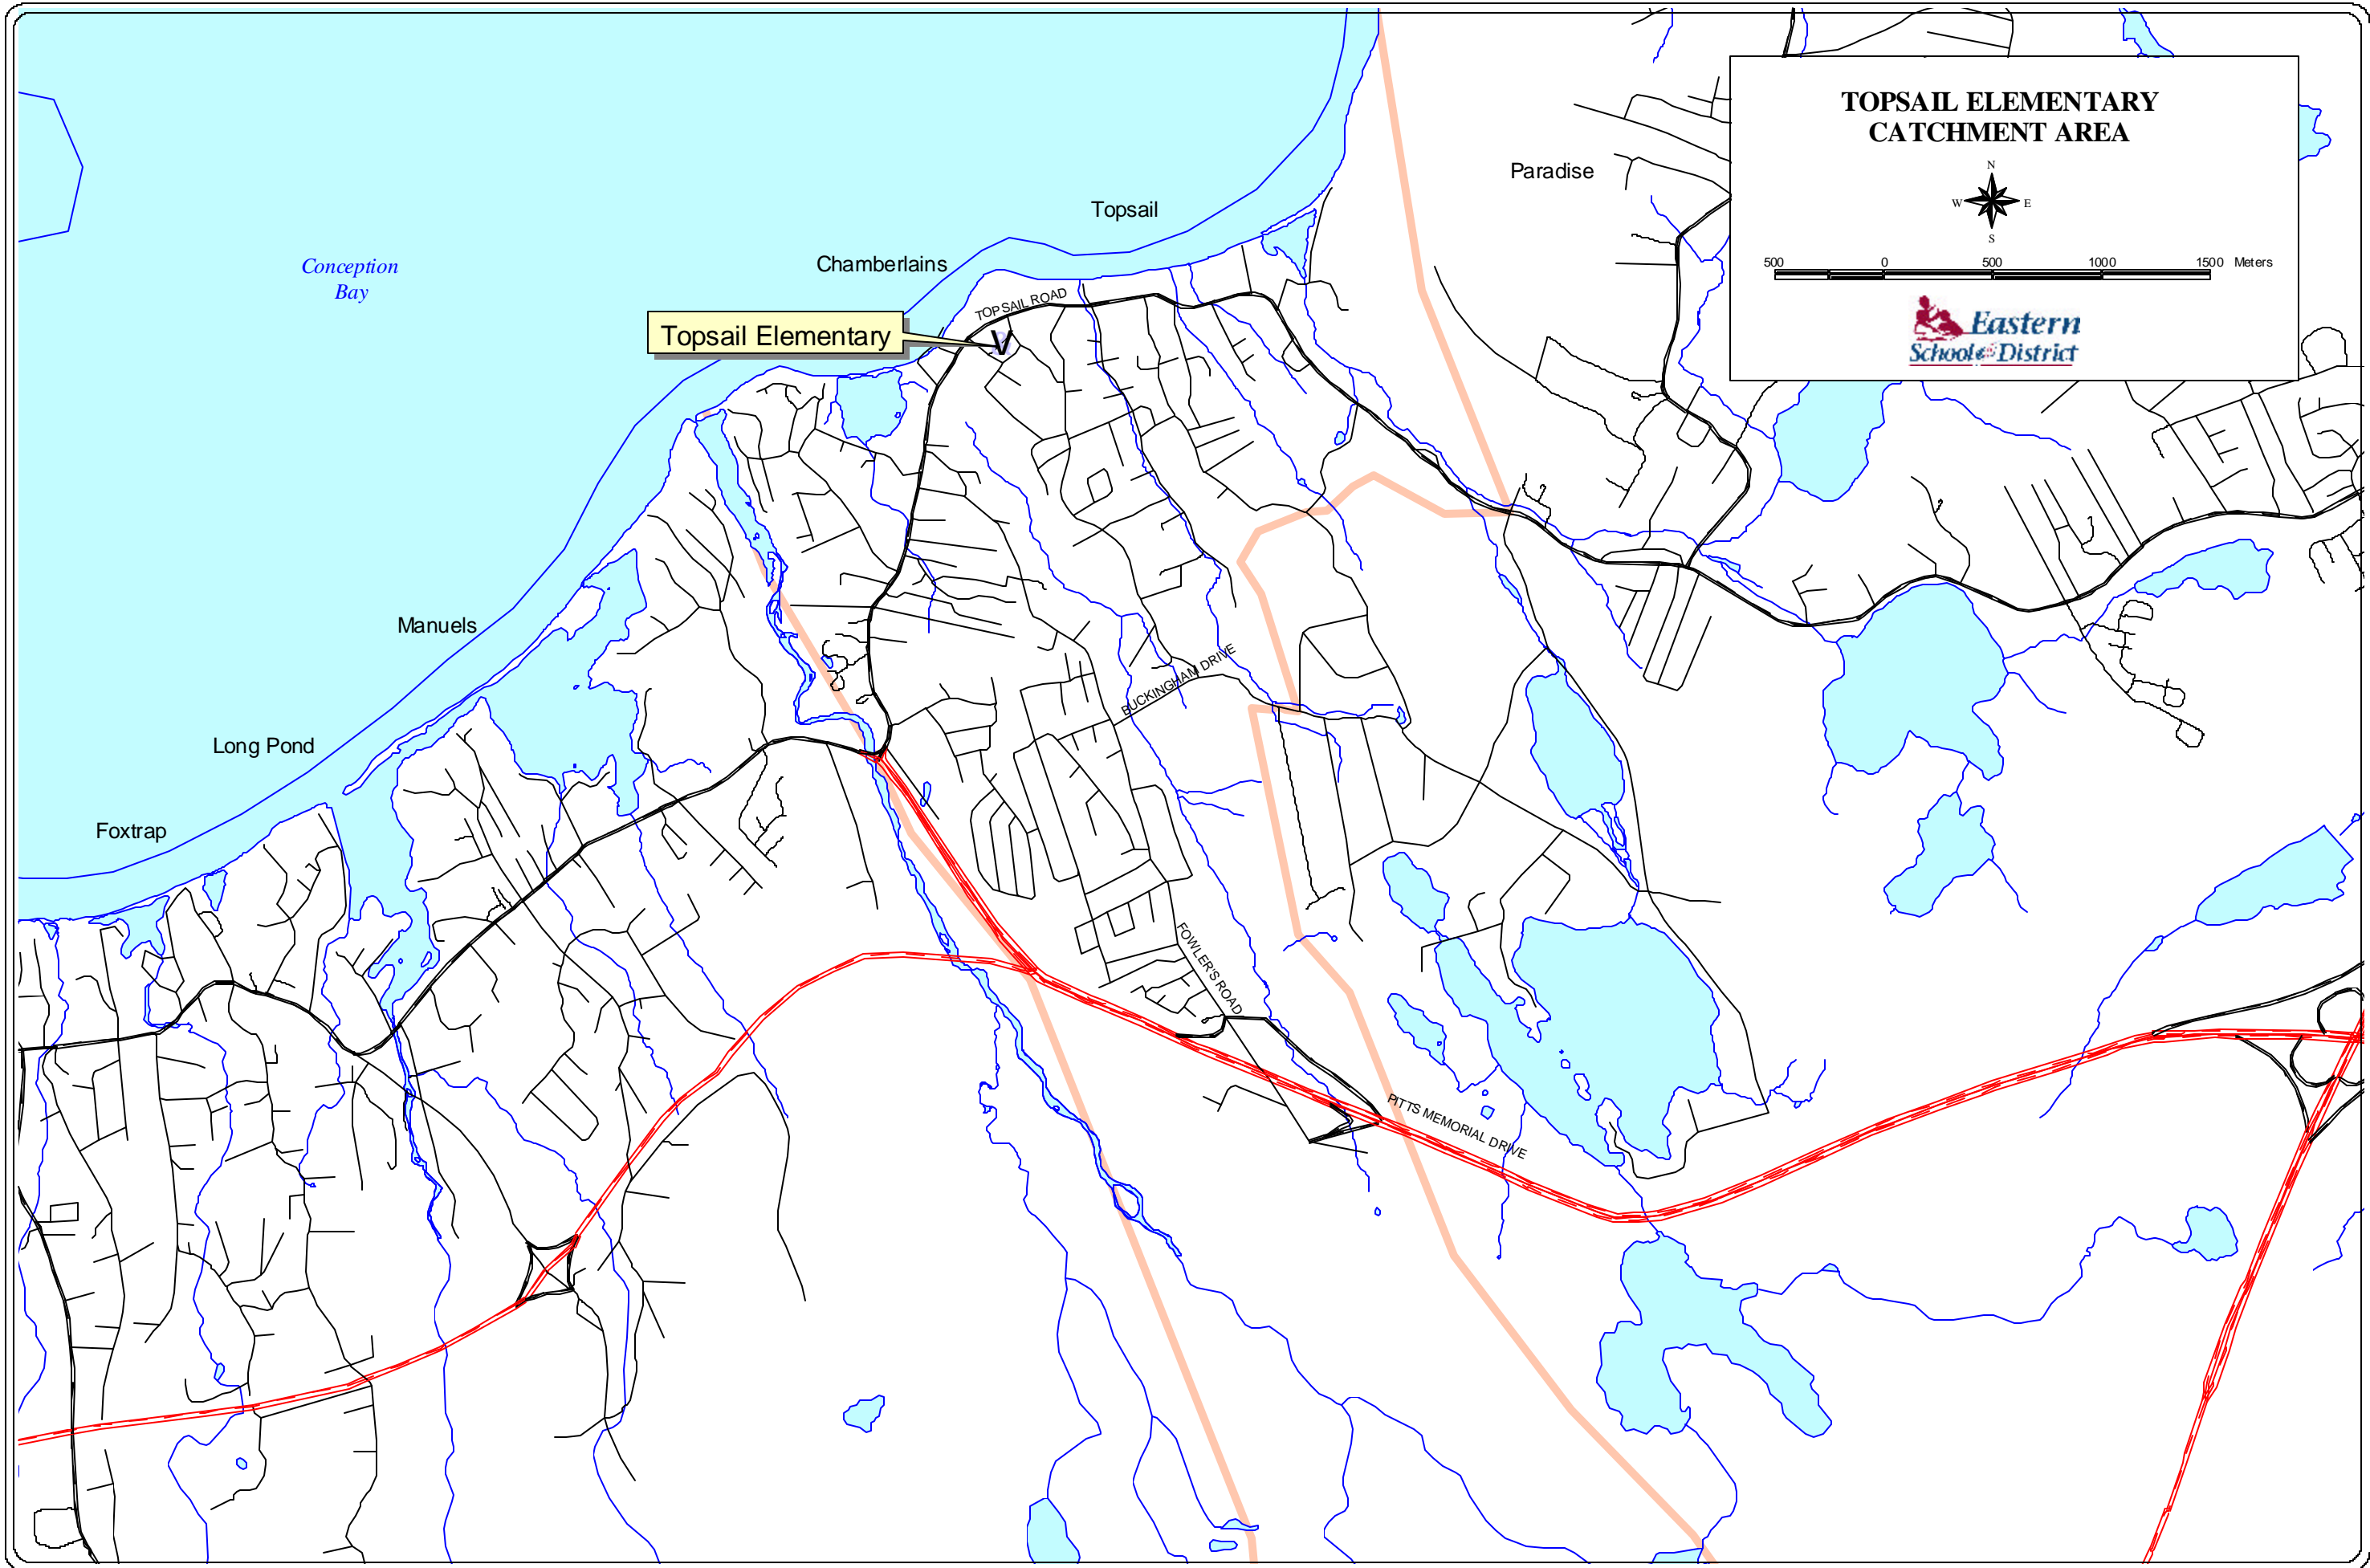 TOPSAIL ELEMENTARY
CATCHMENT AREA
N
W E
S
500 0 500 1000 1500 Meters
Eastern
School District
Paradise
Topsail
Chamberlains
Conception
Bay
TOPSAIL ROAD
Topsail Elementary
V
Manuels
BUCKINGHAM DRIVE
Long Pond
Foxtrap
FOWLER'S ROAD
PITTS MEMORIAL DRIVE